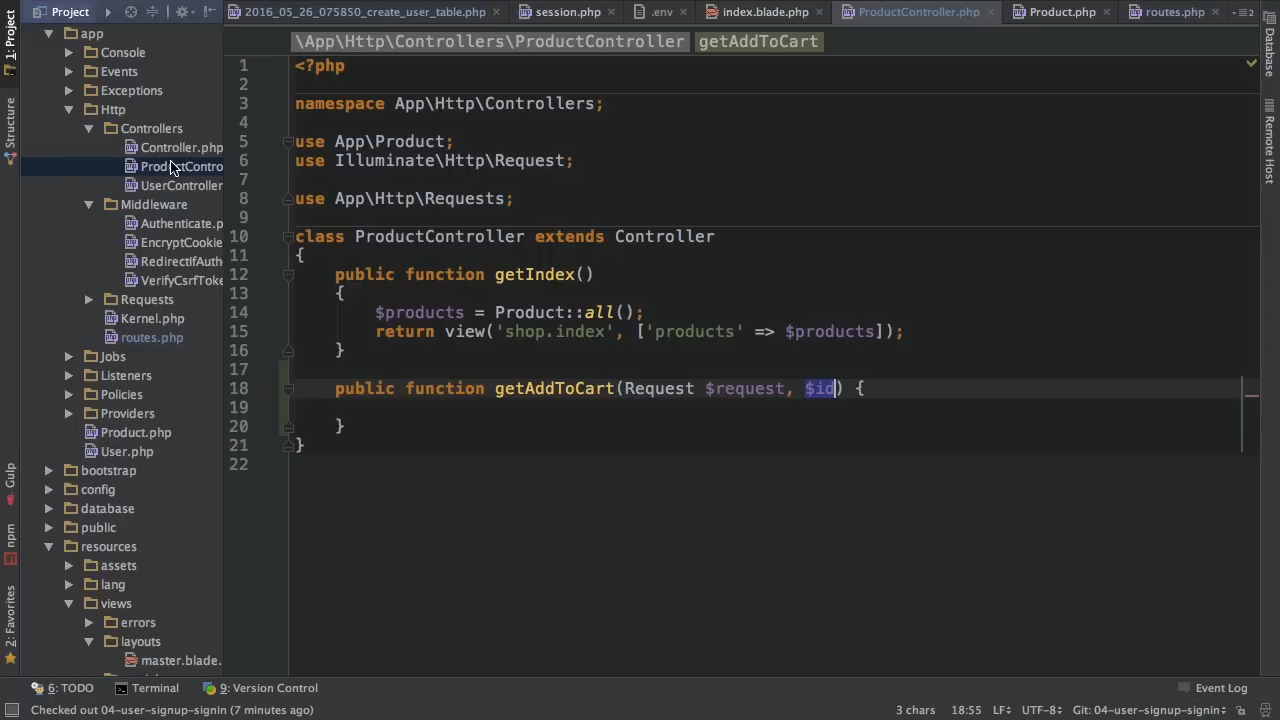 1: Project
Structure
Gulp
npm
2: Favorites
Project
app
Console
Events
Exceptions
Http
Controllers
Controller.php
ProductContro
UserController
Middleware
Authenticate.p
EncryptCookie
RedirectIfAuth
VerifyCsrfToke
Requests
Kernel.php
routes.php
Jobs
Listeners
Policies
Providers
Product.php
User.php
bootstrap
config
database
public
resources
assets
lang
views
errors
layouts
master.blade.
2016_05_26_075850_create_user_table.php
session.php
.env
index.blade.php
ProductController.php
Product.php
routes.php
2
\App\Http\Controllers\ProductController
getAddToCart
1 <?php
2
3 namespace App\Http\Controllers;
4
5 use App\Product;
6 use Illuminate\Http\Request;
7
8 use App\Http\Requests;
9
10 class ProductController extends Controller
11 {
12 public function getIndex()
13 {
14 $products = Product::all();
15 return view('shop.index', ['products' => $products]);
16 }
17
18 public function getAddToCart(Request $request, $id) {
19
20 }
21 }
22
Database
Remote Host
6: TODO
Terminal
9: Version Control
Event Log
Checked out 04-user-signup-signin (7 minutes ago)
3 chars
18:55
LF
UTF-8
Git: 04-user-signup-signin